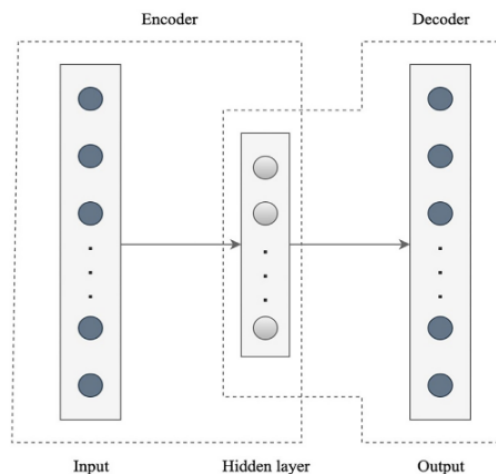 Encoder
Decoder
Input
Hidden layer
Output